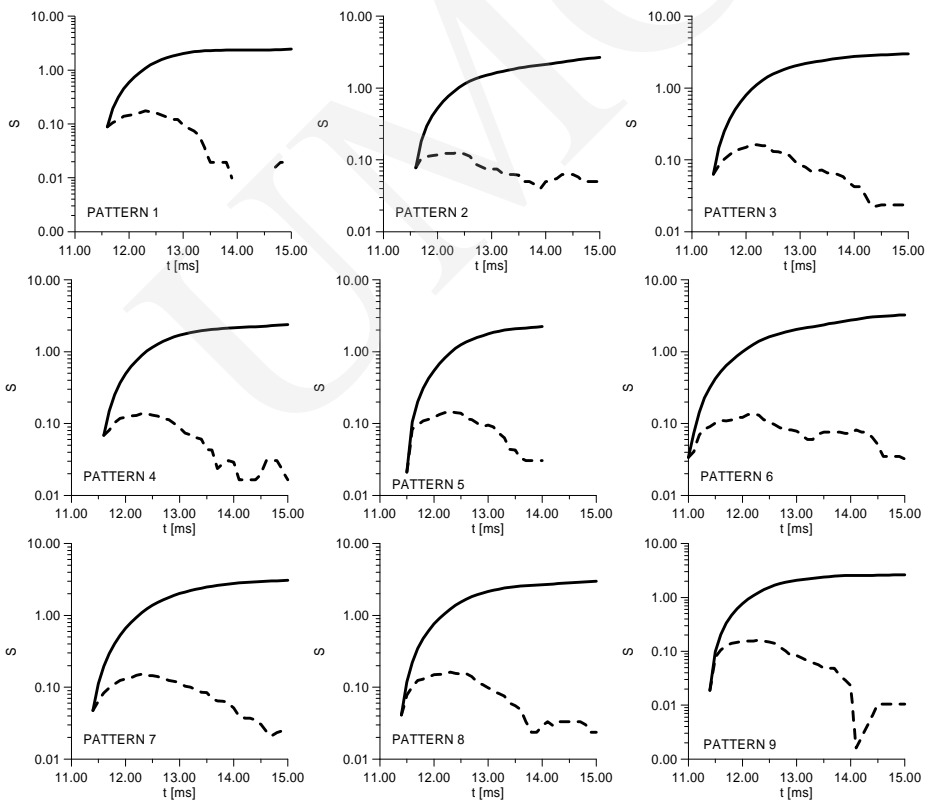 10.00 1.00 0.10 0.01 0.00
S
PATTERN 1
11.00 12.00 13.00 14.00 15.00
t [ms]
10.00 1.00 0.10 0.01
S
PATTERN 2
11.00 12.00 13.00 14.00 15.00
t [ms]
10.00 1.00 0.10 0.01
S
PATTERN 3
11.00 12.00 13.00 14.00 15.00
t [ms]
10.00 1.00 0.10 0.01
S
PATTERN 4
11.00 12.00 13.00 14.00 15.00
t [ms]
10.00 1.00 0.10 0.01
S
PATTERN 5
11.00 12.00 13.00 14.00 15.00
t [ms]
10.00 1.00 0.10 0.01
S
PATTERN 6
11.00 12.00 13.00 14.00 15.00
t [ms]
10.00 1.00 0.10 0.01
S
PATTERN 7
11.00 12.00 13.00 14.00 15.00
t [ms]
10.00 1.00 0.10 0.01
S
PATTERN 8
11.00 12.00 13.00 14.00 15.00
t [ms]
10.00 1.00 0.10 0.01 0.00
S
PATTERN 9
11.00 12.00 13.00 14.00 15.00
t [ms]